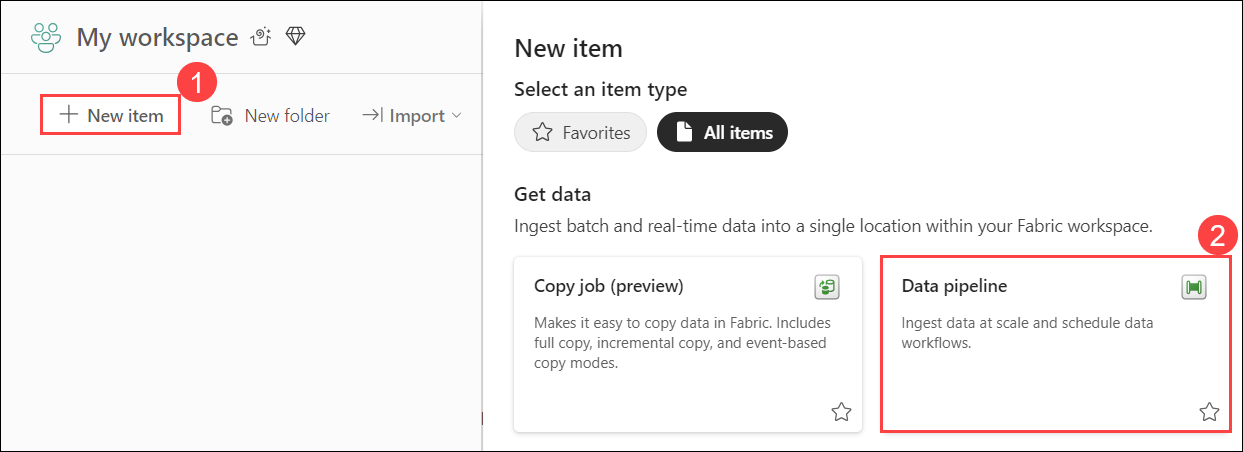 My workspace
1
New item
New folder
Import
New item
Select an item type
Favorites
All items
Get data
Ingest batch and real-time data into a single location within your Fabric workspace.
2
Copy job (preview)
Makes it easy to copy data in Fabric. Includes
full copy, incremental copy, and event-based
copy modes.
Data pipeline
Ingest data at scale and schedule data
workflows.